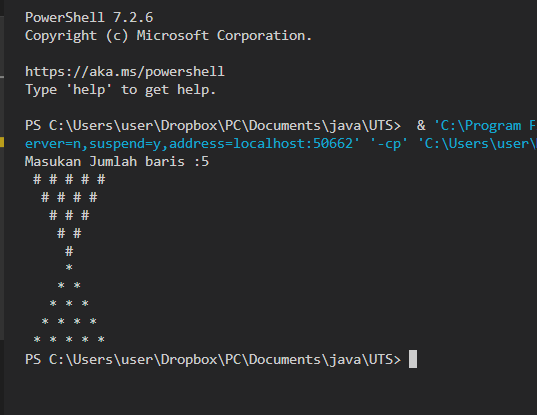 PowerShell 7.2.6
Copyright (c) Microsoft Corporation.
https://aka.ms/powershell
Type 'help' to get help.
PS C:\Users\user\Dropbox\PC\Documents\java\UTS>  & 'C:\Program F
erver=n,suspend=y,address=localhost:50662' '-cp' 'C:\Users\user\
Masukan Jumlah baris :5
 # # # # #
  # # # #
   # # #
    # #
     #
     *
    * *
   * * *
  * * * *
 * * * * *
PS C:\Users\user\Dropbox\PC\Documents\java\UTS>